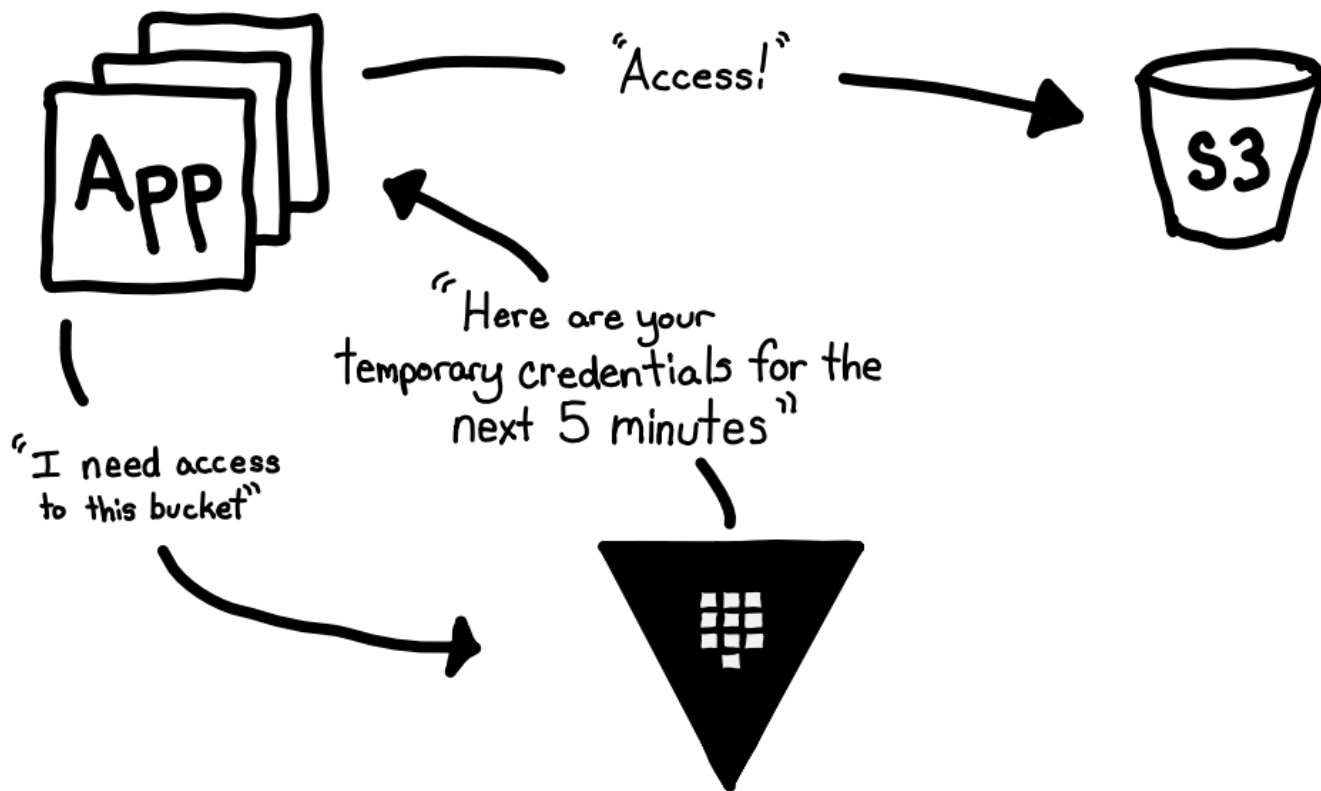 "Access!"
App
S3
"Here are your
temporary credentials for the
next 5 minutes"
"I need access
to this bucket"